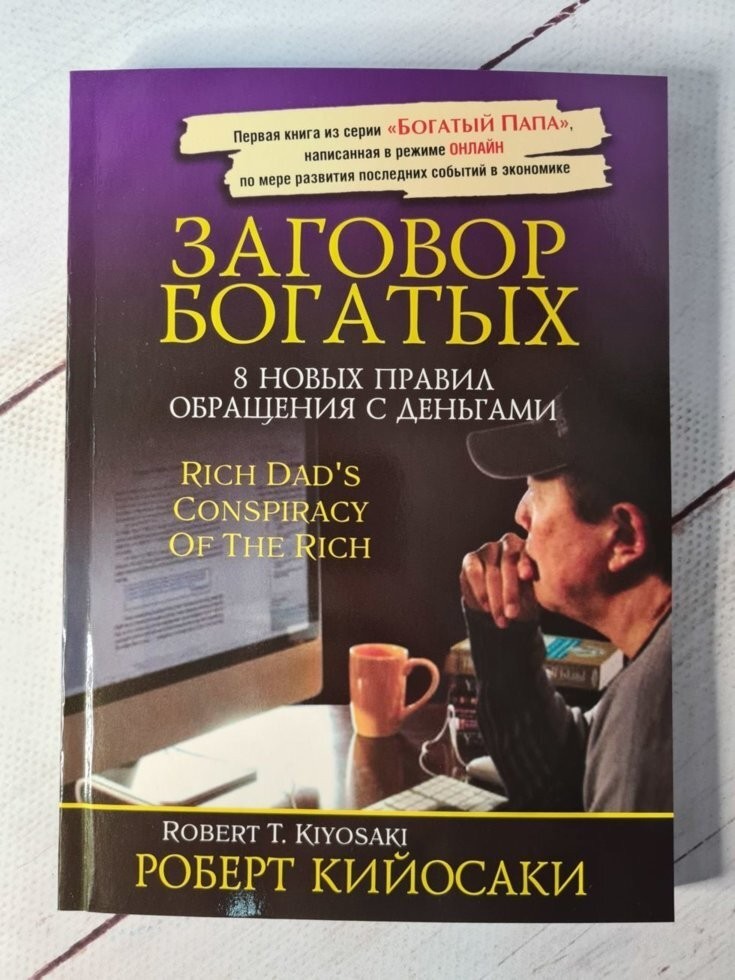 Первая книга из серии «БОГАТЫЙ ПАПА»,
написанная в режиме ОНЛАЙН
по мере развития последних событий в экономике
ЗАГОВОР
БОГАТЫХ
8 НОВЫХ ПРАВИЛ
ОБРАЩЕНИЯ С ДЕНЬГАМИ
RICH DAD'S
CONSPIRACY
OF THE RICH
ROBERT T. KIYOSAKI
РОБЕРТ КИЙОСАКИ